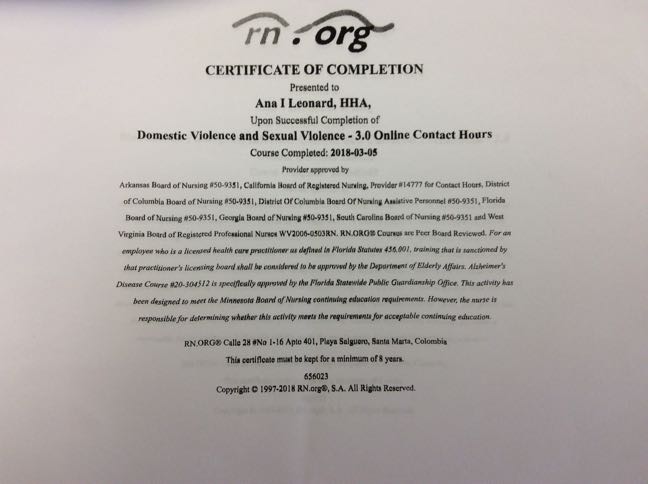 rn.org
CERTIFICATE OF COMPLETION
Presented to
Ana I Leonard, HHA,
Upon Successful Completion of
Domestic Violence and Sexual Violence - 3.0 Online Contact Hours
Course Completed: 2018-03-05
Provider approved by
Arkansas Board of Nursing #50-9351, California Board of Registered Nursing, Provider #14777 for Contact Hours, District
of Columbia Board of Nursing #50-9351, District Of Columbia Board Of Nursing Assistive Personnel #50-9351, Florida
Board of Nursing #50-9351, Georgia Board of Nursing #50-9351, South Carolina Board of Nursing #50-9351 and West
Virginia Board of Registered Professional Nurses WV2006-0503RN. RN.ORG® Courses are Peer Board Reviewed. For an
employee who is a licensed health care practitioner as defined in Florida Statutes 456.001, training that is sanctioned by
that practitioner's licensing board shall be considered to be approved by the Department of Elderly Affairs. Alzheimer's
Disease Course #20-304512 is specifically approved by the Florida Statewide Public Guardianship Office. This activity has
been designed to meet the Minnesota Board of Nursing continuing education requirements. However, the nurse is
responsible for determining whether this activity meets the requirements for acceptable continuing education.
RN.ORG® Calle 28 #No 1-16 Apto 401, Playa Salguero, Santa Marta, Colombia
This certificate must be kept for a minimum of 8 years.
656023
Copyright © 1997-2018 RN.org®, S.A. All Rights Reserved.